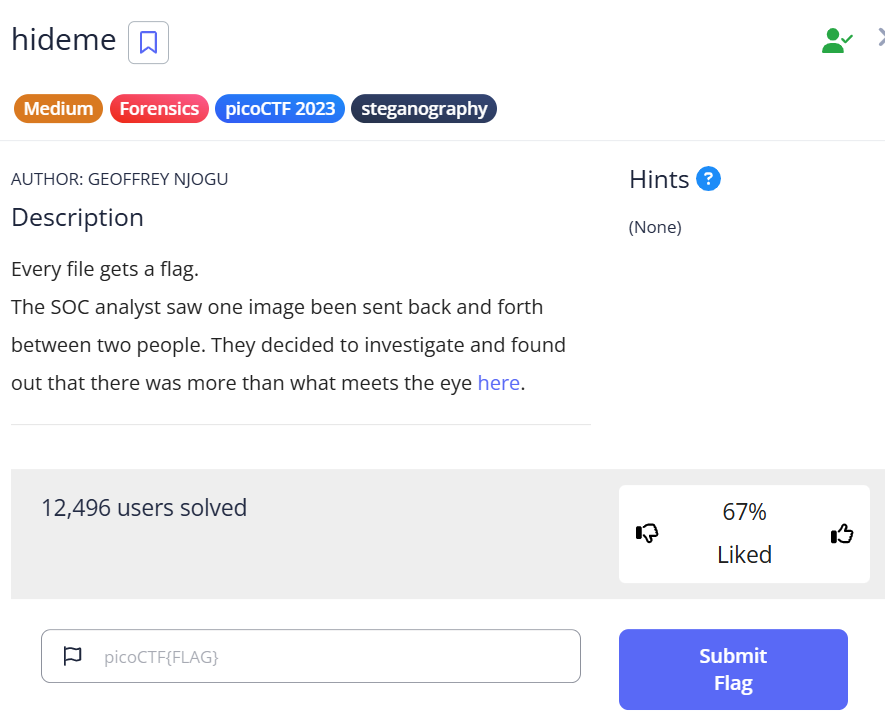 hideme
Medium Forensics picoCTF 2023 steganography
AUTHOR: GEOFFREY NJOGU
Description
Every file gets a flag.
The SOC analyst saw one image been sent back and forth
between two people. They decided to investigate and found
out that there was more than what meets the eye here.
Hints ?
(None)
12,496 users solved
67%
Liked
picoCTF{FLAG}
Submit
Flag